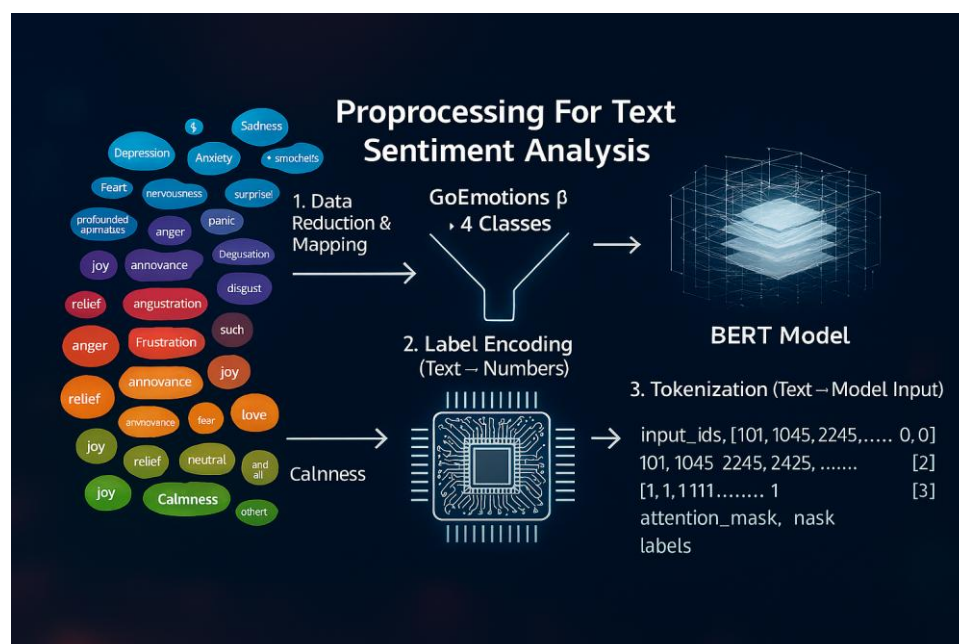 Proprocessing For Text
Sentiment Analysis
$
Sadness
Depression
Anxiety
• smochel's
Feart
nervousness
surprise!
profounded
apimatues
anger
panic
joy
annovance
Degusation
disgust
relief
angustration
such
anger
Frustration
joy
relief
annovance
anvnovance
fear
love
joy
relief
neutral
and
all
joy
Calmness
othert
1. Data
Reduction &
Mapping
GoEmotions β
4 Classes
BERT Model
2. Label Encoding
(Text → Numbers)
Calnness
3. Tokenization (Text→Model Input)
input_ids, [101, 1045, 2245,..... 0, 0]
101, 1045 2245, 2425, ....... [2]
[1, 1, 1 111........ 1 [3]
attention_mask, nask
labels